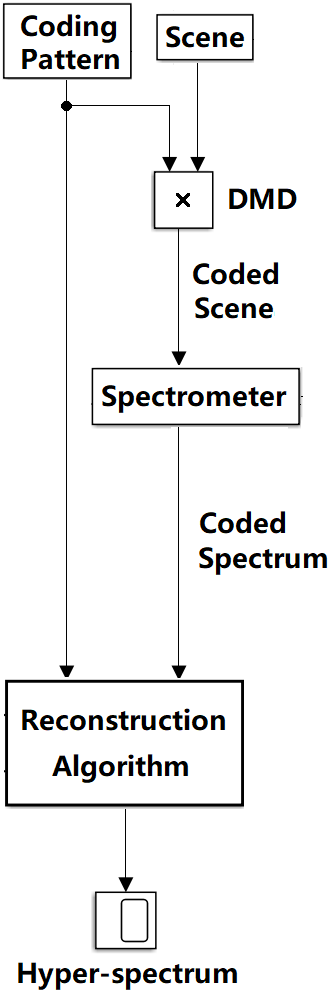 Coding
Pattern
Scene
×
DMD
Coded
Scene
Spectrometer
Coded
Spectrum
Reconstruction
Algorithm
Hyper-spectrum